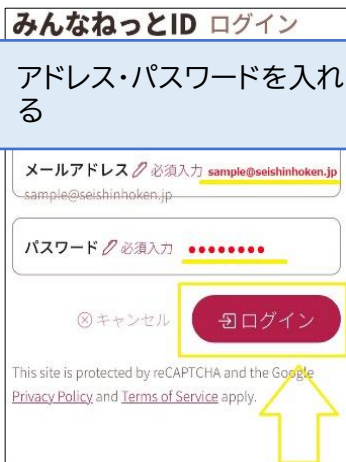 みんなねっとID ログイン
アドレス・パスワードを入れ
る
メールアドレス 必須入力 sample@seishinhoken.jp
sample@seishinhoken.jp
パスワード 必須入力 ●●●●●●●●
キャンセル ログイン
This site is protected by reCAPTCHA and the Google
Privacy Policy and Terms of Service apply.